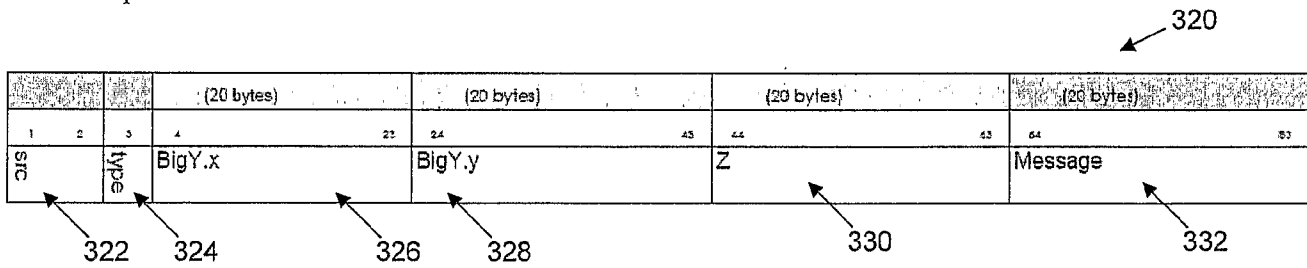 320
(20 bytes) (20 bytes) (20 bytes) (20 bytes)
1 2 3 4 23 24 43 44 63 64 83
src type BigY.x BigY.y Z Message
322 324 326 328 330 332